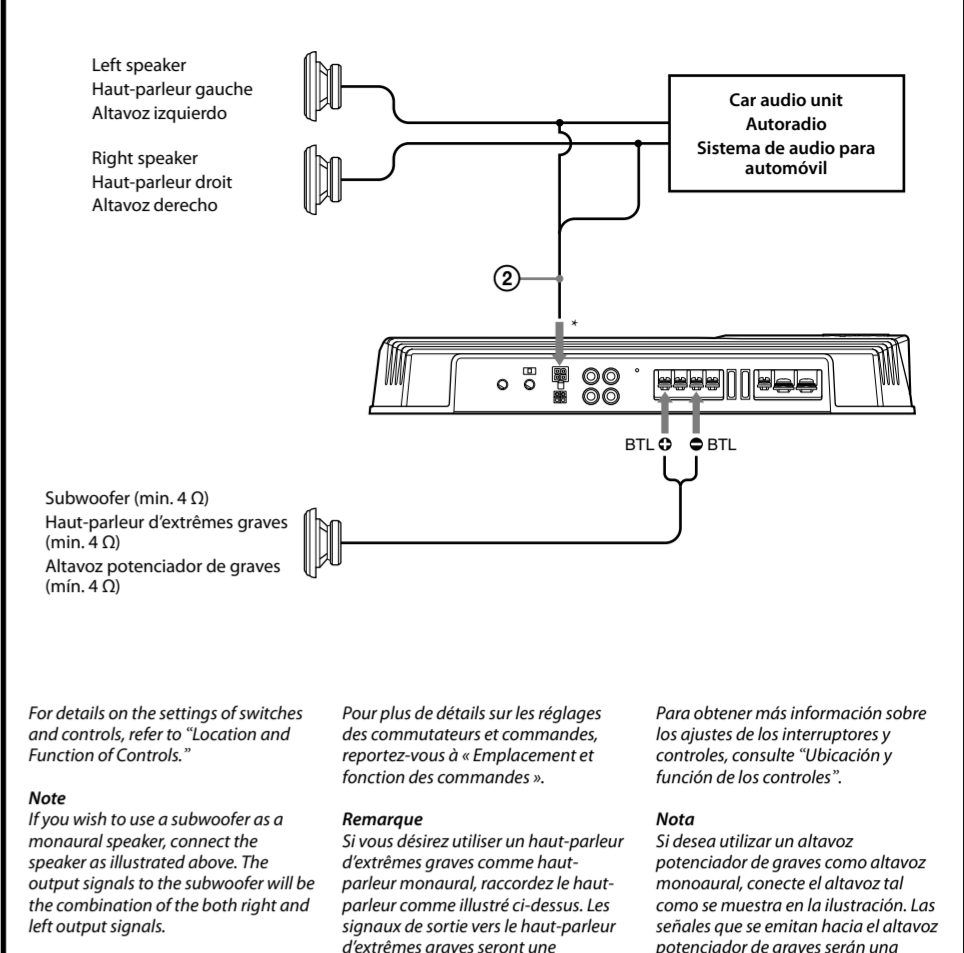 Left speaker
Haut-parleur gauche
Altavoz izquierdo
Right speaker
Haut-parleur droit
Altavoz derecho
Car audio unit
Autoradio
Sistema de audio para
automóvil
2
*
BTL + − BTL
Subwoofer (min. 4 Ω)
Haut-parleur d’extrêmes graves
(min. 4 Ω)
Altavoz potenciador de graves
(mín. 4 Ω)
For details on the settings of switches
and controls, refer to “Location and
Function of Controls.”
Note
If you wish to use a subwoofer as a
monaural speaker, connect the
speaker as illustrated above. The
output signals to the subwoofer will be
the combination of the both right and
left output signals.
Pour plus de détails sur les réglages
des commutateurs et commandes,
reportez-vous à « Emplacement et
fonction des commandes ».
Remarque
Si vous désirez utiliser un haut-parleur
d’extrêmes graves comme haut-
parleur monaural, raccordez le haut-
parleur comme illustré ci-dessus. Les
signaux de sortie vers le haut-parleur
d’extrêmes graves seront une
Para obtener más información sobre
los ajustes de los interruptores y
controles, consulte “Ubicación y
función de los controles”.
Nota
Si desea utilizar un altavoz
potenciador de graves como altavoz
monoaural, conecte el altavoz tal
como se muestra en la ilustración. Las
señales que se emitan hacia el altavoz
potenciador de graves serán una